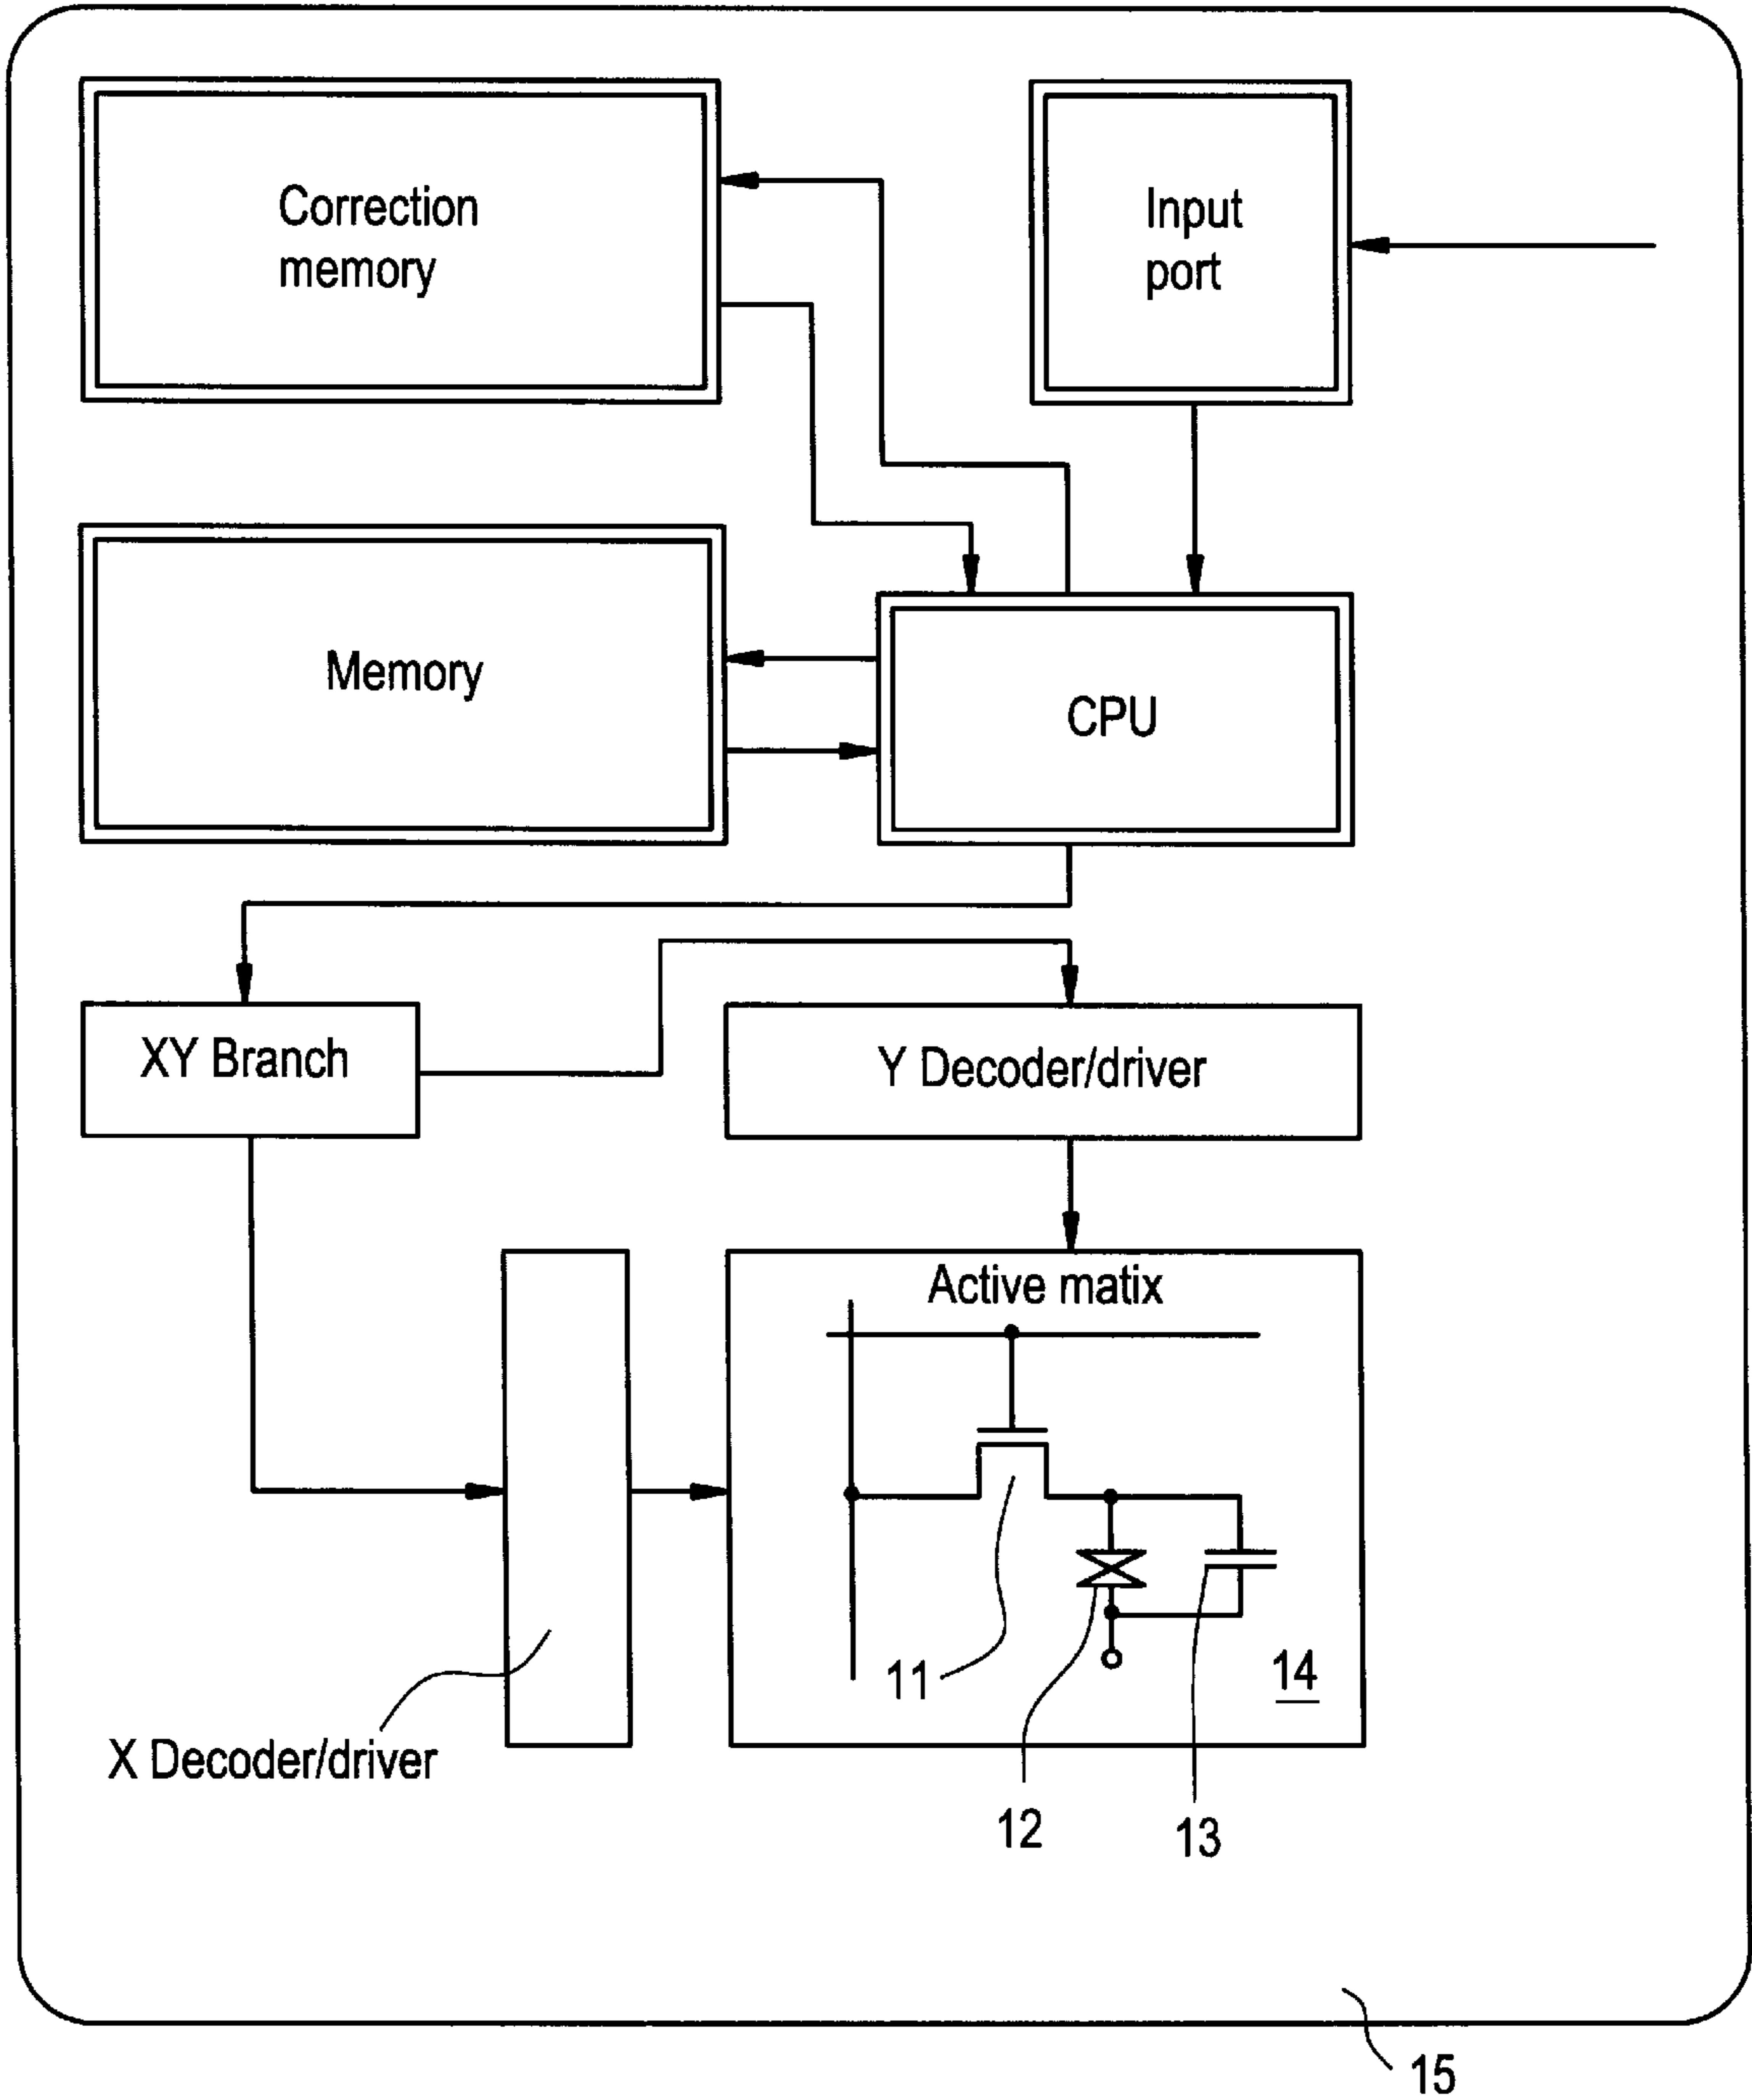 Correction
memory
Input
port
Memory
CPU
XY Branch
Y Decoder/driver
Active matix
11
14
X Decoder/driver
12
13
15